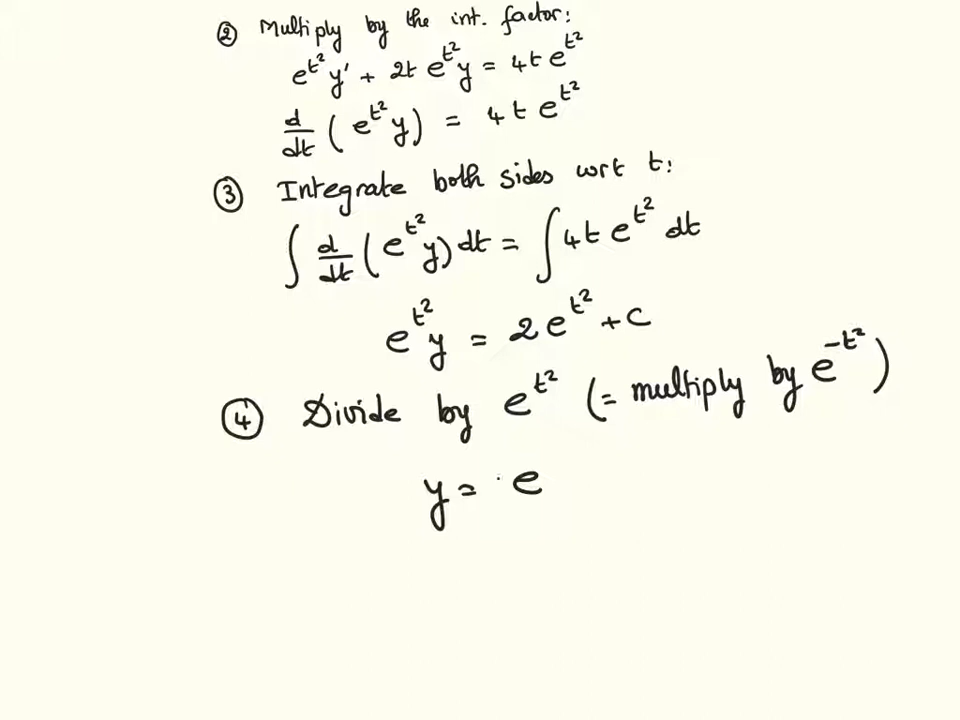 ② Multiply by the int. factor:
e^{t²} y' + 2t e^{t²} y = 4t e^{t²}
d/dt (e^{t²} y) = 4t e^{t²}
③ Integrate both sides wrt t:
∫ d/dt (e^{t²} y) dt = ∫ 4t e^{t²} dt
e^{t²} y = 2e^{t²} + C
④ Divide by e^{t²} (= multiply by e^{-t²})
y = e